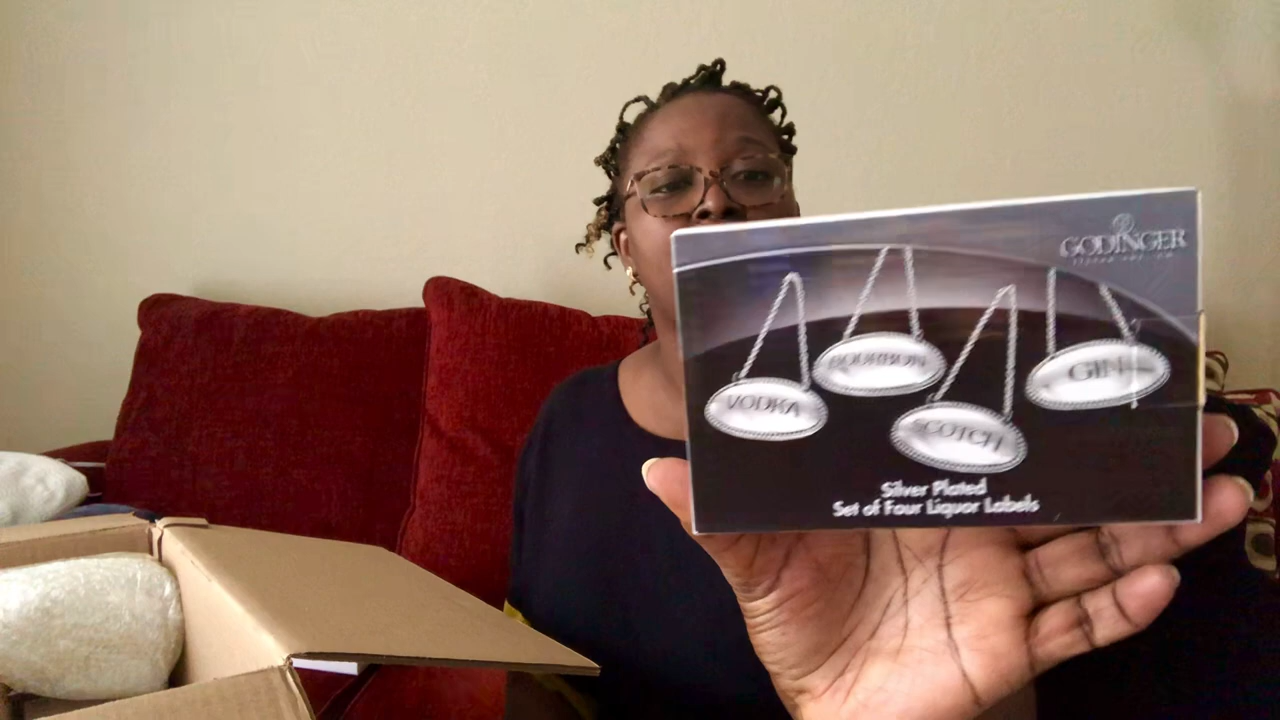 GODINGER
BOURBON
GIN
VODKA
SCOTCH
Silver Plated
Set of Four Liquor Labels